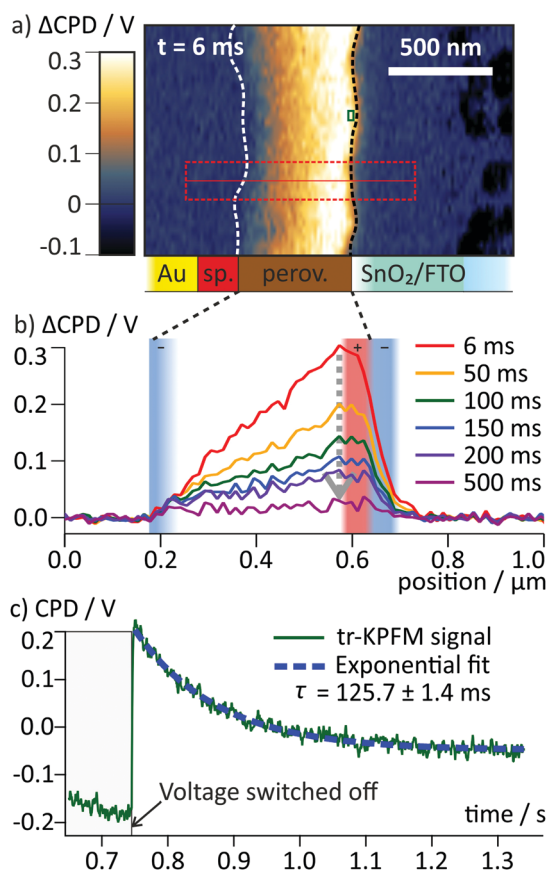 a) ΔCPD / V
0.3
0.2
0.1
0
-0.1
t = 6 ms
500 nm
Au
sp.
perov.
SnO₂/FTO
b) ΔCPD / V
0.3
0.2
0.1
0.0
0.0
0.2
0.4
0.6
0.8
1.0
position / µm
-
+
-
6 ms
50 ms
100 ms
150 ms
200 ms
500 ms
c) CPD / V
0.2
0.1
0.0
-0.1
-0.2
tr-KPFM signal
Exponential fit
τ = 125.7 ± 1.4 ms
Voltage switched off
time / s
0.7
0.8
0.9
1.0
1.1
1.2
1.3